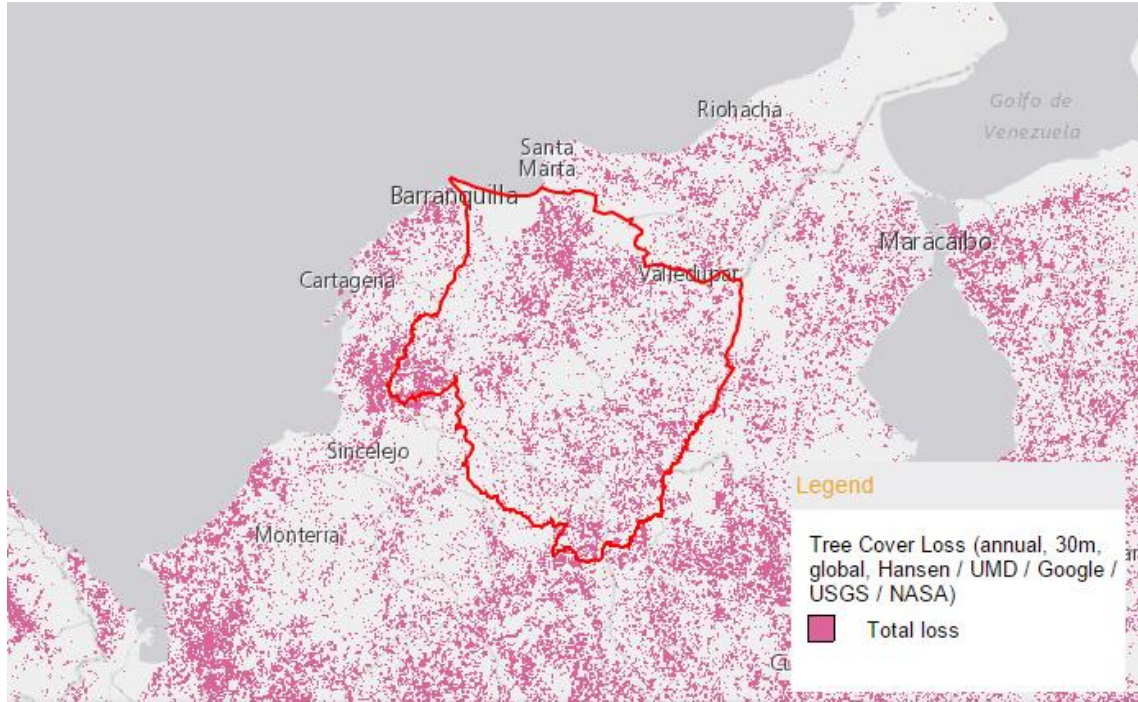 Riohacha
Golfo de
Venezuela
Santa
Marta
Barranquilla
Maracaibo
Cartagena
Valledupar
Sincelejo
Monterra
Legend
Tree Cover Loss (annual, 30m,
global, Hansen / UMD / Google /
USGS / NASA)
Total loss